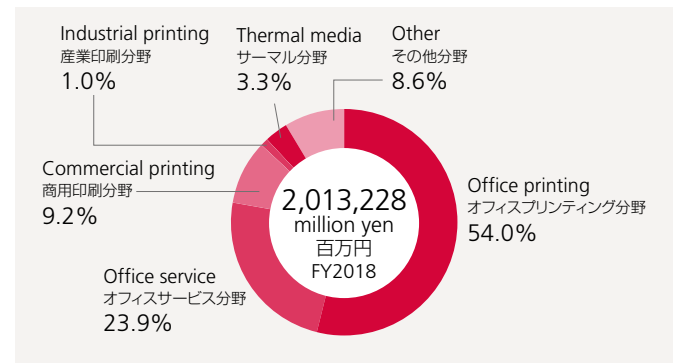 Industrial printing
産業印刷分野
1.0%
Thermal media
サーマル分野
3.3%
Other
その他分野
8.6%
Commercial printing
商用印刷分野
9.2%
2,013,228
million yen
百万円
FY2018
Office printing
オフィスプリンティング分野
54.0%
Office service
オフィスサービス分野
23.9%